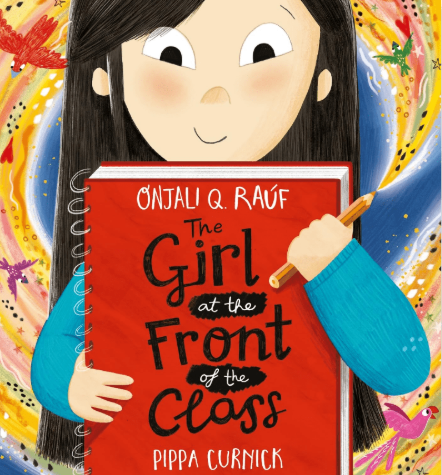 ONJALI Q. RAÚF
The
Girl
at the
Front
of the
Class
PIPPA CURNICK